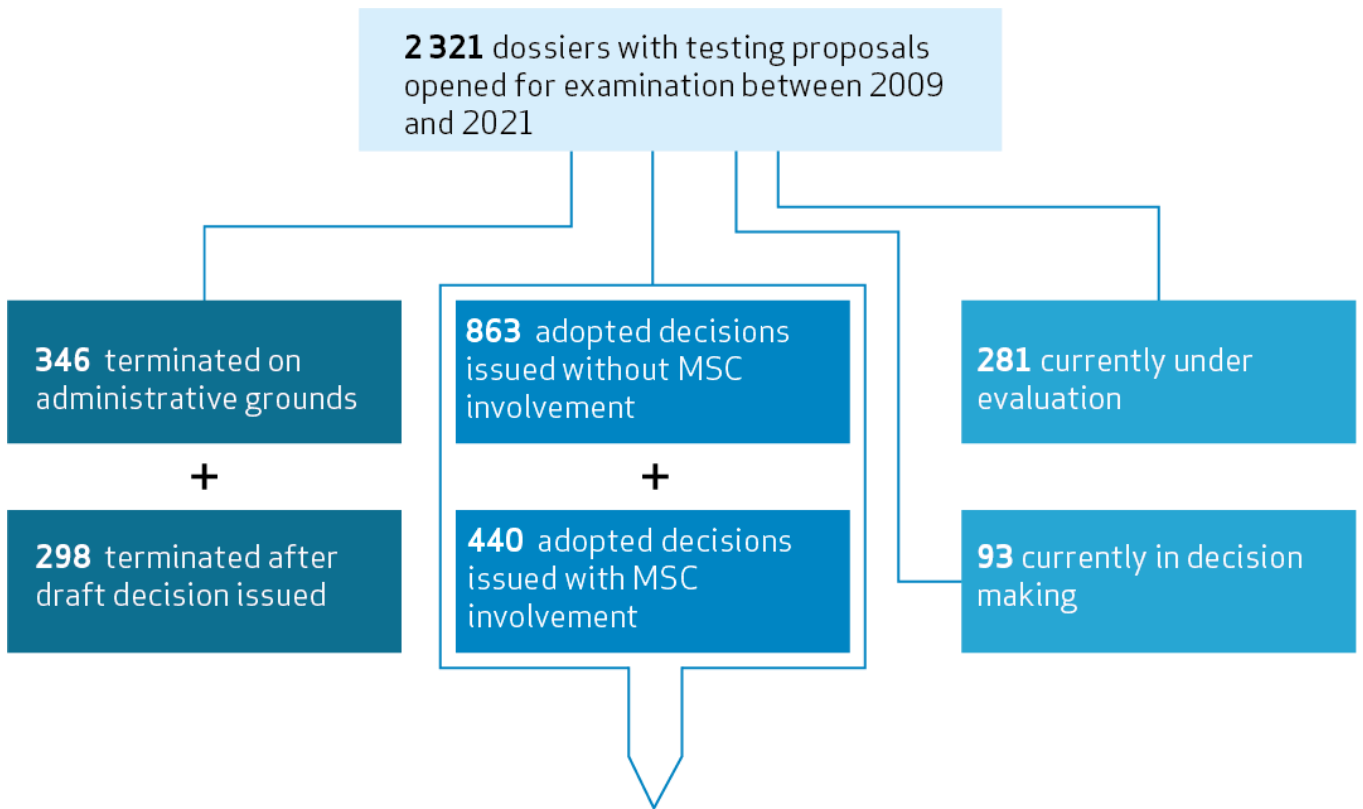 2 321 dossiers with testing proposals
opened for examination between 2009
and 2021
346 terminated on
administrative grounds
+
298 terminated after
draft decision issued
863 adopted decisions
issued without MSC
involvement
+
440 adopted decisions
issued with MSC
involvement
281 currently under
evaluation
93 currently in decision
making